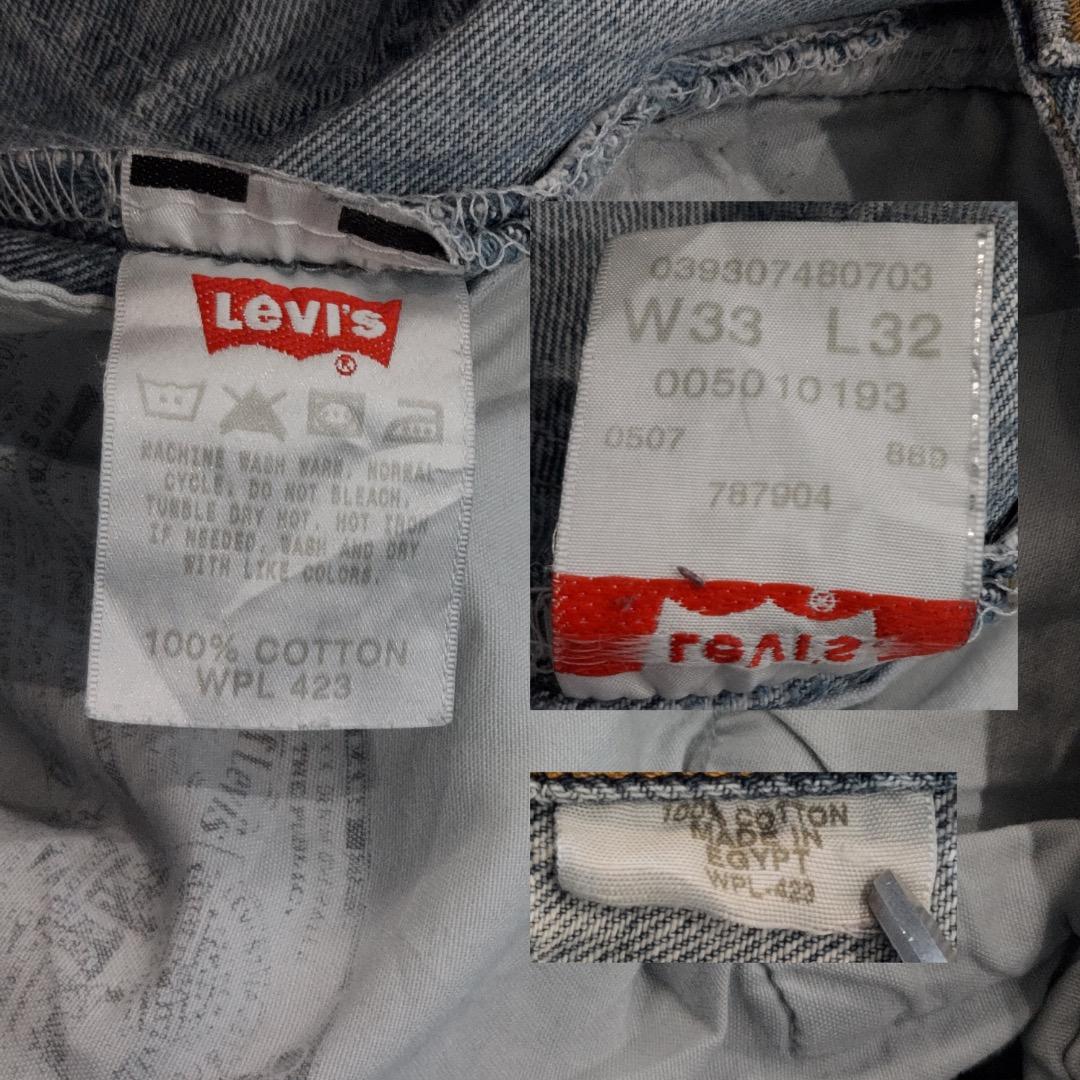 Levi's
®
MACHINE WASH WARM, NORMAL
CYCLE, DO NOT BLEACH,
TUMBLE DRY HOT, HOT IRON
IF NEEDED, WASH AND DRY
WITH LIKE COLORS.
100% COTTON
WPL 423
039307480703
W33 L32
005010193
0507 889
787904
®
Levi's
100% COTTON
MADE IN
EGYPT
WPL-423
Levi's